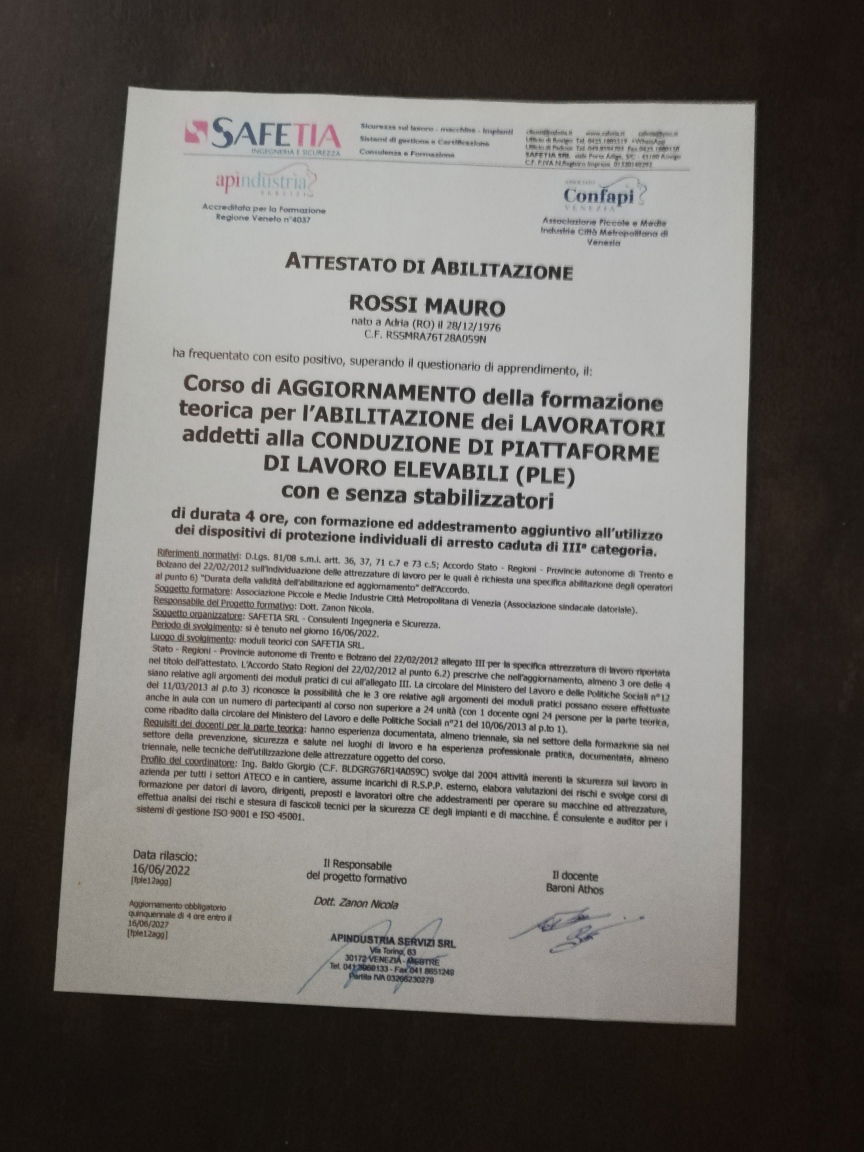 SAFETIA
INGEGNERIA E SICUREZZA
Sicurezza sul lavoro - macchine - impianti
Sistemi di gestione e Certificazione
Consulenza e Formazione
SAFETIA SRL
apindustria
SERVIZI
Accreditata per la Formazione
Regione Veneto n°4037
Confapi
VENEZIA
Associazione Piccole e Medie
Industrie Città Metropolitana di
Venezia
ATTESTATO DI ABILITAZIONE
ROSSI MAURO
nato a Adria (RO) il 28/12/1976
C.F. RSSMRA76T28A059N
ha frequentato con esito positivo, superando il questionario di apprendimento, il:
Corso di AGGIORNAMENTO della formazione
teorica per l'ABILITAZIONE dei LAVORATORI
addetti alla CONDUZIONE DI PIATTAFORME
DI LAVORO ELEVABILI (PLE)
con e senza stabilizzatori
di durata 4 ore, con formazione ed addestramento aggiuntivo all'utilizzo
dei dispositivi di protezione individuali di arresto caduta di IIIª categoria.
Riferimenti normativi: D.Lgs. 81/08 s.m.i. artt. 36, 37, 71 c.7 e 73 c.5; Accordo Stato - Regioni - Provincie autonome di Trento e
Bolzano del 22/02/2012 sull'individuazione delle attrezzature di lavoro per le quali è richiesta una specifica abilitazione degli operatori
al punto 6) "Durata della validità dell'abilitazione ed aggiornamento" dell'Accordo.
Soggetto formatore: Associazione Piccole e Medie Industrie Città Metropolitana di Venezia (Associazione sindacale datoriale).
Responsabile del Progetto formativo: Dott. Zanon Nicola.
Soggetto organizzatore: SAFETIA SRL - Consulenti Ingegneria e Sicurezza.
Periodo di svolgimento: si è tenuto nel giorno 16/06/2022.
Luogo di svolgimento: moduli teorici con SAFETIA SRL.
Stato - Regioni - Provincie autonome di Trento e Bolzano del 22/02/2012 allegato III per la specifica attrezzatura di lavoro riportata
nel titolo dell'attestato. L'Accordo Stato Regioni del 22/02/2012 al punto 6.2) prescrive che nell'aggiornamento, almeno 3 ore delle 4
siano relative agli argomenti dei moduli pratici di cui all'allegato III. La circolare del Ministero del Lavoro e delle Politiche Sociali n°12
del 11/03/2013 al p.to 3) riconosce la possibilità che le 3 ore relative agli argomenti dei moduli pratici possano essere effettuate
anche in aula con un numero di partecipanti al corso non superiore a 24 unità (con 1 docente ogni 24 persone per la parte teorica,
come ribadito dalla circolare del Ministero del Lavoro e delle Politiche Sociali n°21 del 10/06/2013 al p.to 1).
Requisiti dei docenti per la parte teorica: hanno esperienza documentata, almeno triennale, sia nel settore della formazione sia nel
settore della prevenzione, sicurezza e salute nei luoghi di lavoro e ha esperienza professionale pratica, documentata, almeno
triennale, nelle tecniche dell'utilizzazione delle attrezzature oggetto del corso.
Profilo del coordinatore: Ing. Baldo Giorgio (C.F. BLDGRG76R14A059C) svolge dal 2004 attività inerenti la sicurezza sul lavoro in
azienda per tutti i settori ATECO e in cantiere, assume incarichi di R.S.P.P. esterno, elabora valutazioni dei rischi e svolge corsi di
formazione per datori di lavoro, dirigenti, preposti e lavoratori oltre che addestramenti per operare su macchine ed attrezzature,
effettua analisi dei rischi e stesura di fascicoli tecnici per la sicurezza CE degli impianti e di macchine. É consulente e auditor per i
sistemi di gestione ISO 9001 e ISO 45001.
Data rilascio:
16/06/2022
[fple12agg]
Aggiornamento obbligatorio
quinquennale di 4 ore entro il
16/06/2027
[fple12agg]
Il Responsabile
del progetto formativo
Dott. Zanon Nicola
APINDUSTRIA SERVIZI SRL
Via Torino, 63
30172 VENEZIA - MESTRE
Fax 041 8651249
Partita IVA 03266230279
Il docente
Baroni Athos